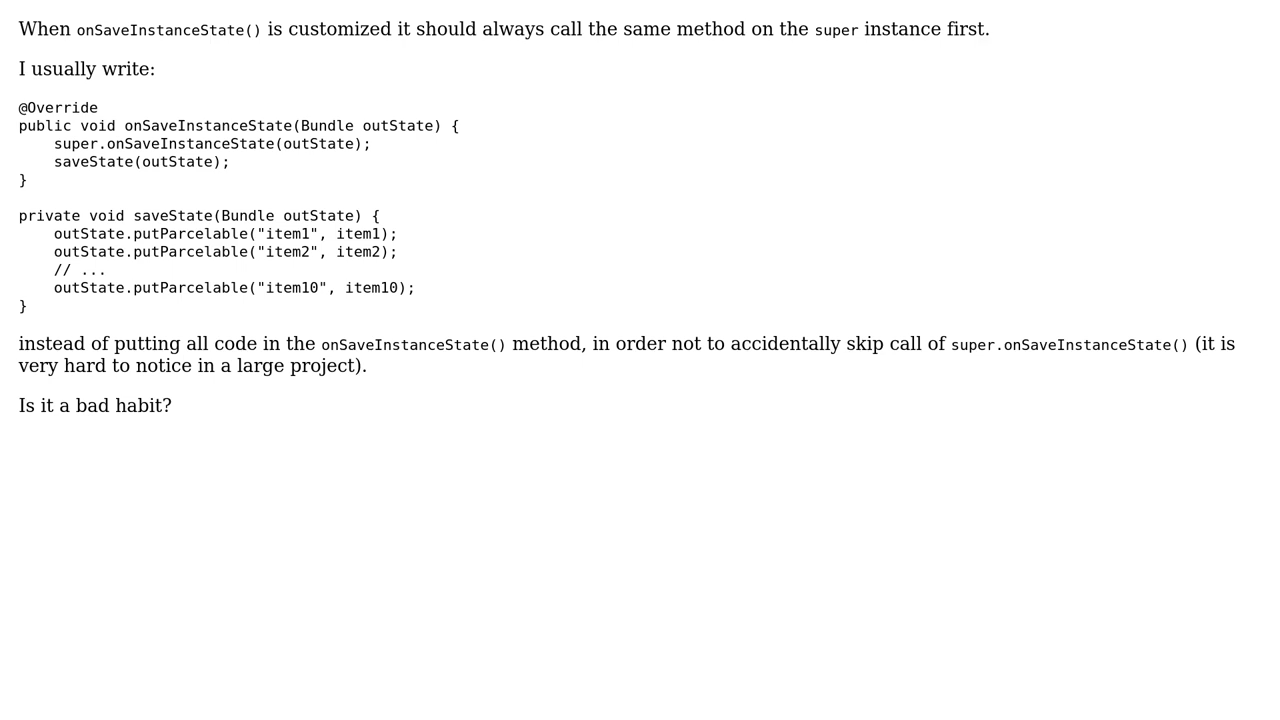 When onSaveInstanceState() is customized it should always call the same method on the super instance first.
I usually write:
@Override
public void onSaveInstanceState(Bundle outState) {
    super.onSaveInstanceState(outState);
    saveState(outState);
}
private void saveState(Bundle outState) {
    outState.putParcelable("item1", item1);
    outState.putParcelable("item2", item2);
    // ...
    outState.putParcelable("item10", item10);
}
instead of putting all code in the onSaveInstanceState() method, in order not to accidentally skip call of super.onSaveInstanceState() (it is
very hard to notice in a large project).
Is it a bad habit?